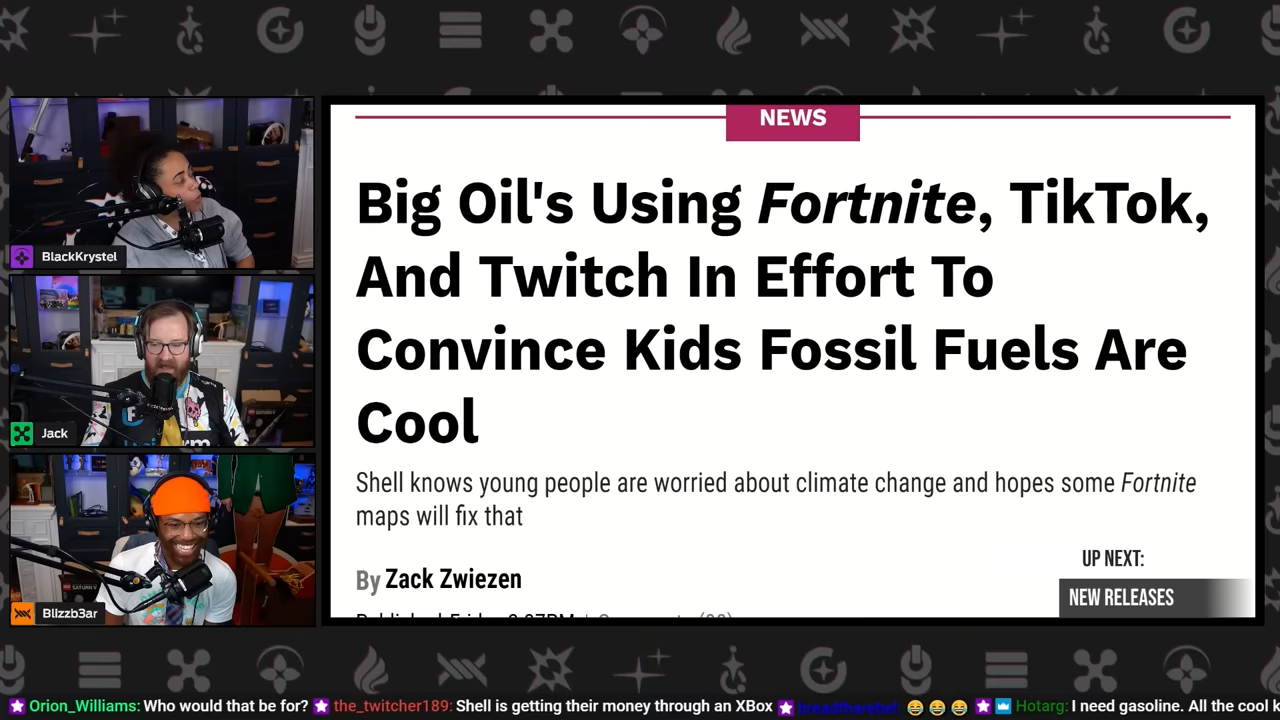 NEWS
Big Oil's Using Fortnite, TikTok,
And Twitch In Effort To
Convince Kids Fossil Fuels Are
Cool
Shell knows young people are worried about climate change and hopes some Fortnite
maps will fix that
By Zack Zwiezen
UP NEXT:
NEW RELEASES
BlackKrystel
Jack
Blizzb3ar
Orion_Williams: Who would that be for? the_twitcher189: Shell is getting their money through an XBox breadtharebel: 😂 😂 😂 Hotarg: I need gasoline. All the cool k